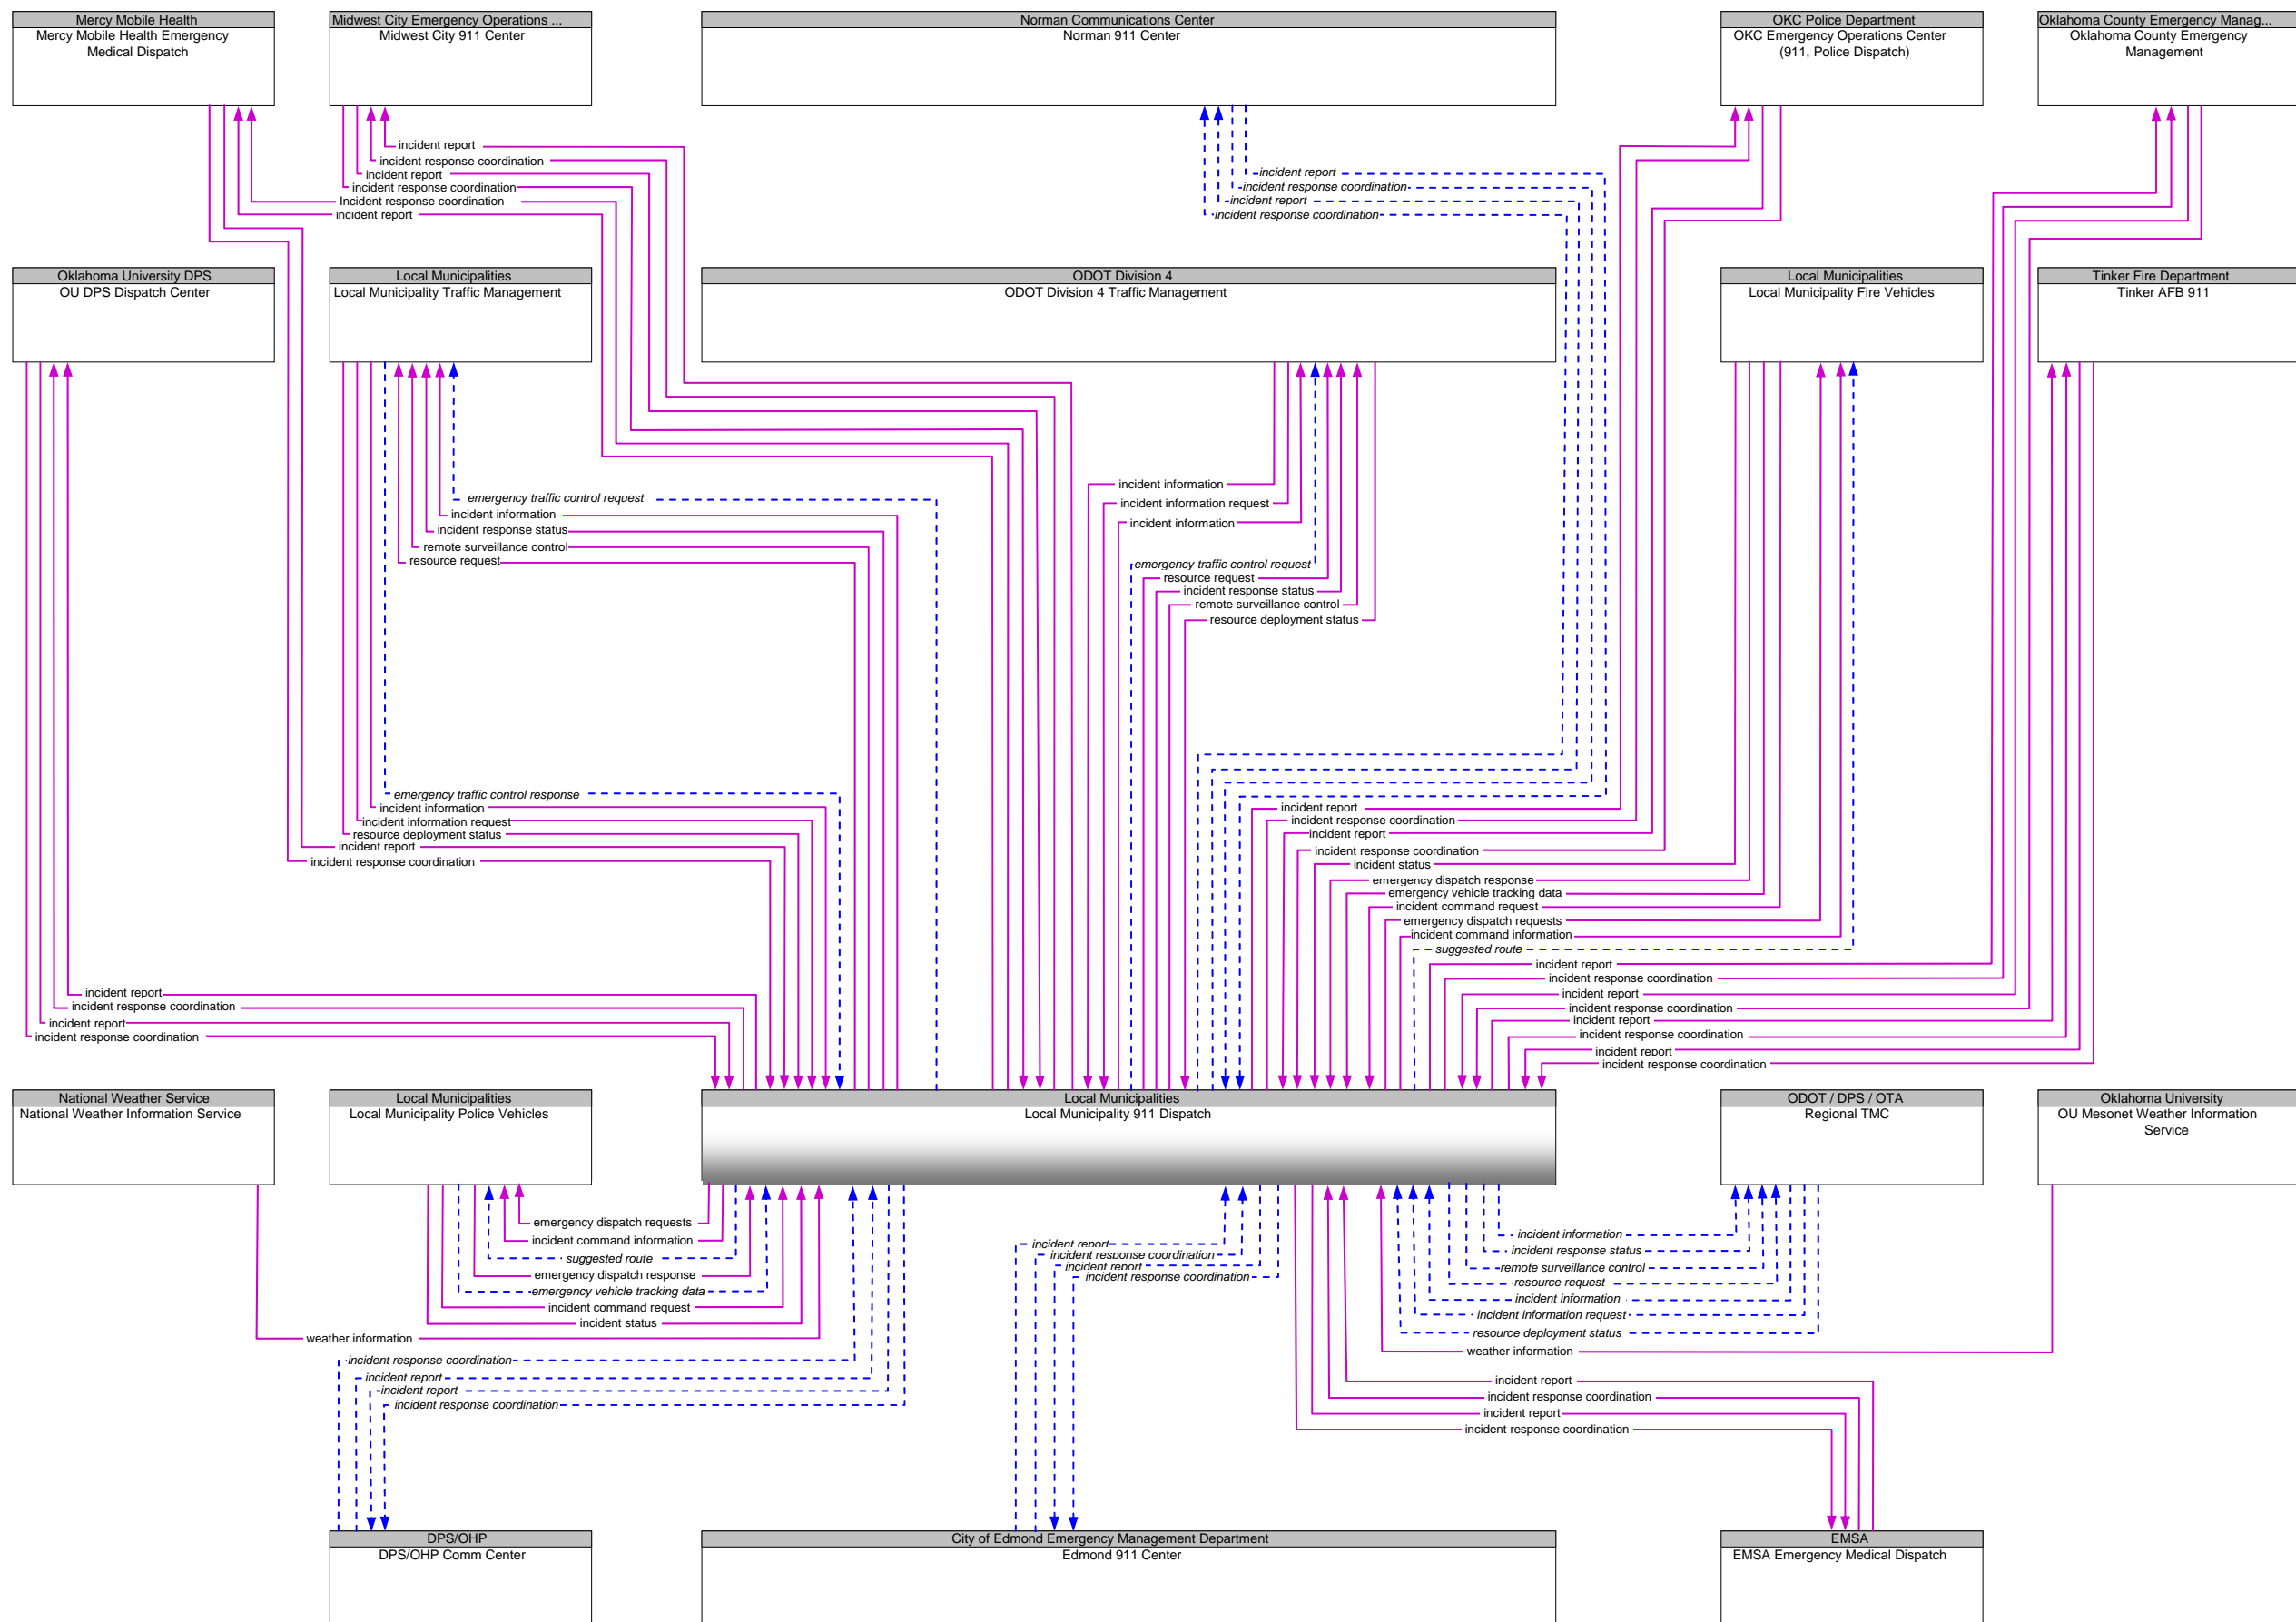 Mercy Mobile Health
Mercy Mobile Health Emergency
Medical Dispatch
Midwest City Emergency Operations ...
Midwest City 911 Center
Norman Communications Center
Norman 911 Center
OKC Police Department
OKC Emergency Operations Center
(911, Police Dispatch)
Oklahoma County Emergency Manag...
Oklahoma County Emergency
Management
incident report
incident response coordination
incident report
incident response coordination
Incident response coordination
incident report
incident report
incident response coordination
incident report
incident response coordination
Oklahoma University DPS
OU DPS Dispatch Center
Local Municipalities
Local Municipality Traffic Management
ODOT Division 4
ODOT Division 4 Traffic Management
Local Municipalities
Local Municipality Fire Vehicles
Tinker Fire Department
Tinker AFB 911
emergency traffic control request
incident information
incident response status
remote surveillance control
resource request
incident information
incident information request
incident information
emergency traffic control request
resource request
incident response status
remote surveillance control
resource deployment status
emergency traffic control response
incident information
incident information request
resource deployment status
incident report
incident response coordination
incident report
incident response coordination
incident report
incident response coordination
incident status
emergency dispatch response
emergency vehicle tracking data
incident command request
emergency dispatch requests
incident command information
suggested route
incident report
incident response coordination
incident report
incident response coordination
incident report
incident response coordination
incident report
incident response coordination
incident report
incident response coordination
incident report
incident response coordination
National Weather Service
National Weather Information Service
Local Municipalities
Local Municipality Police Vehicles
Local Municipalities
Local Municipality 911 Dispatch
ODOT / DPS / OTA
Regional TMC
Oklahoma University
OU Mesonet Weather Information
Service
emergency dispatch requests
incident command information
suggested route
emergency dispatch response
emergency vehicle tracking data
incident command request
incident status
weather information
incident response coordination
incident report
incident report
incident response coordination
incident report
incident response coordination
incident report
incident response coordination
incident information
incident response status
remote surveillance control
resource request
incident information
incident information request
resource deployment status
weather information
incident report
incident response coordination
incident report
incident response coordination
DPS/OHP
DPS/OHP Comm Center
City of Edmond Emergency Management Department
Edmond 911 Center
EMSA
EMSA Emergency Medical Dispatch